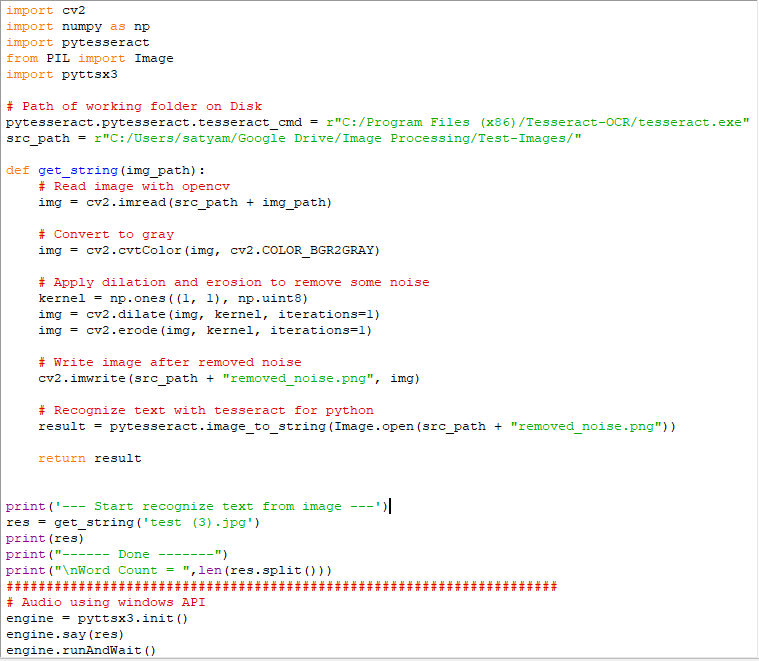 import cv2
import numpy as np
import pytesseract
from PIL import Image
import pyttsx3

# Path of working folder on Disk
pytesseract.pytesseract.tesseract_cmd = r"C:/Program Files (x86)/Tesseract-OCR/tesseract.exe"
src_path = r"C:/Users/satyam/Google Drive/Image Processing/Test-Images/"

def get_string(img_path):
    # Read image with opencv
    img = cv2.imread(src_path + img_path)

    # Convert to gray
    img = cv2.cvtColor(img, cv2.COLOR_BGR2GRAY)

    # Apply dilation and erosion to remove some noise
    kernel = np.ones((1, 1), np.uint8)
    img = cv2.dilate(img, kernel, iterations=1)
    img = cv2.erode(img, kernel, iterations=1)

    # Write image after removed noise
    cv2.imwrite(src_path + "removed_noise.png", img)

    # Recognize text with tesseract for python
    result = pytesseract.image_to_string(Image.open(src_path + "removed_noise.png"))

    return result


print('--- Start recognize text from image ---')
res = get_string('test (3).jpg')
print(res)
print("------ Done -------")
print("\nWord Count = ",len(res.split()))
#####################################################################
# Audio using windows API
engine = pyttsx3.init()
engine.say(res)
engine.runAndWait()